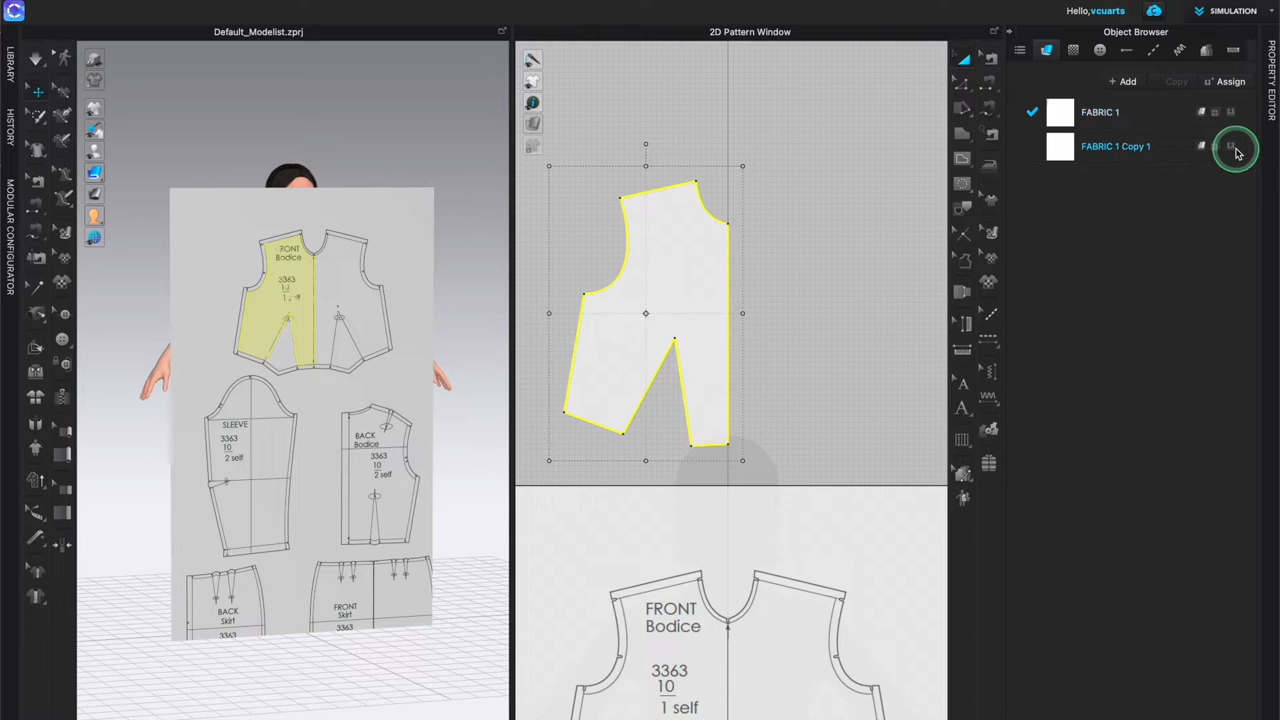 Hello,vcuarts
SIMULATION
LIBRARY
HISTORY
MODULAR CONFIGURATOR
Default_Modelist.zprj
2D Pattern Window
Object Browser
PROPERTY EDITOR
+ Add
Copy
Assign
FABRIC 1
FABRIC 1 Copy 1
FRONT
Bodice
3363
10
1 self
SLEEVE
3363
10
2 self
BACK
Bodice
3363
10
2 self
BACK
Skirt
3363
FRONT
Skirt
3363
FRONT
Bodice
3363
10
1 self